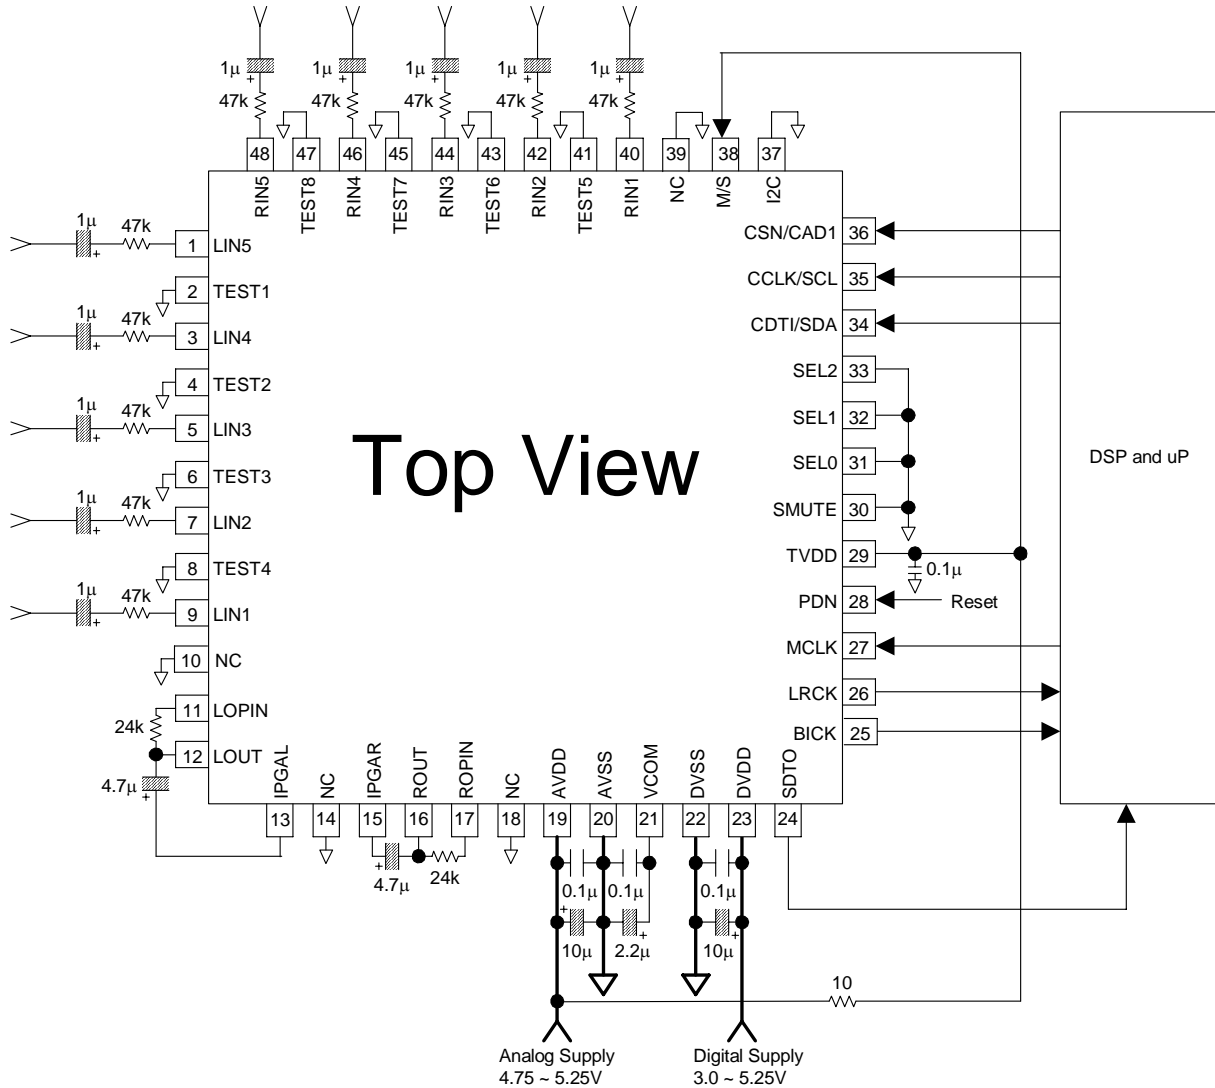 1μ 1μ 1μ 1μ 1μ
+ + + + +
47k 47k 47k 47k 47k
48 47 46 45 44 43 42 41 40 39 38 37
RIN5 TEST8 RIN4 TEST7 RIN3 TEST6 RIN2 TEST5 RIN1 NC M/S I2C
1μ + 47k 1 LIN5
2 TEST1
1μ + 47k 3 LIN4
4 TEST2
1μ + 47k 5 LIN3
6 TEST3
1μ + 47k 7 LIN2
8 TEST4
1μ + 47k 9 LIN1
10 NC
24k 11 LOPIN
12 LOUT
4.7μ +
Top View
CSN/CAD1 36
CCLK/SCL 35
CDTI/SDA 34
SEL2 33
SEL1 32
SEL0 31
SMUTE 30
TVDD 29 0.1μ
PDN 28 Reset
MCLK 27
LRCK 26
BICK 25
DSP and uP
IPGAL NC IPGAR ROUT ROPIN NC AVDD AVSS VCOM DVSS DVDD SDTO
13 14 15 16 17 18 19 20 21 22 23 24
+ 4.7μ 24k
0.1μ 0.1μ 0.1μ
+ + +
10μ 2.2μ 10μ
10
Analog Supply
4.75 ~ 5.25V
Digital Supply
3.0 ~ 5.25V